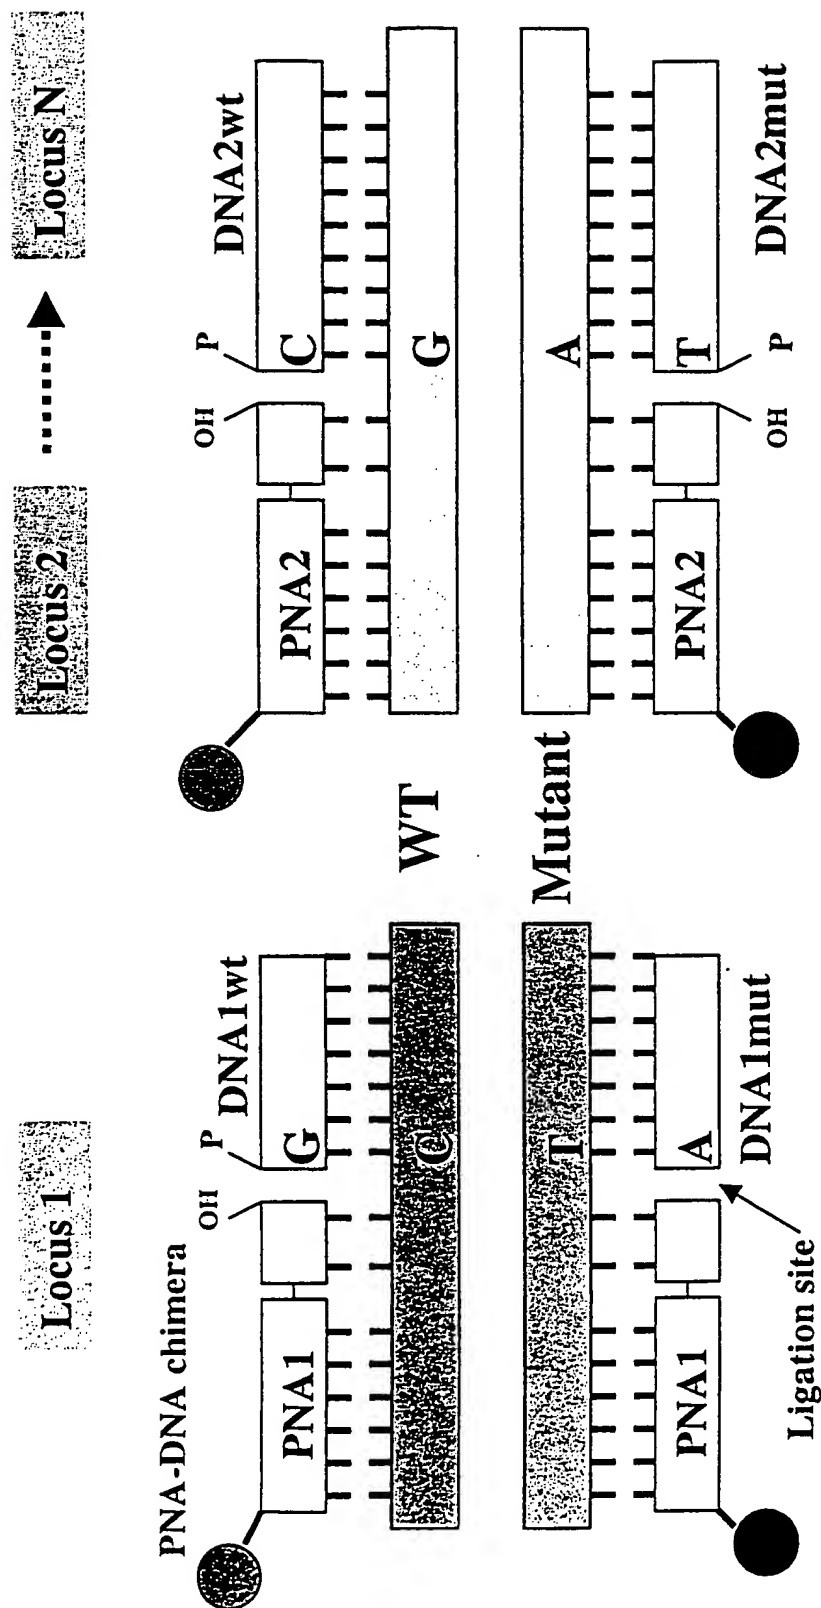 Locus 1
Locus 2
Locus N
PNA-DNA chimera
OH
P
DNA1wt
PNA1
G
C
WT
Mutant
T
PNA1
A
DNA1mut
Ligation site
OH
P
DNA2wt
PNA2
C
G
A
PNA2
T
DNA2mut
OH
P